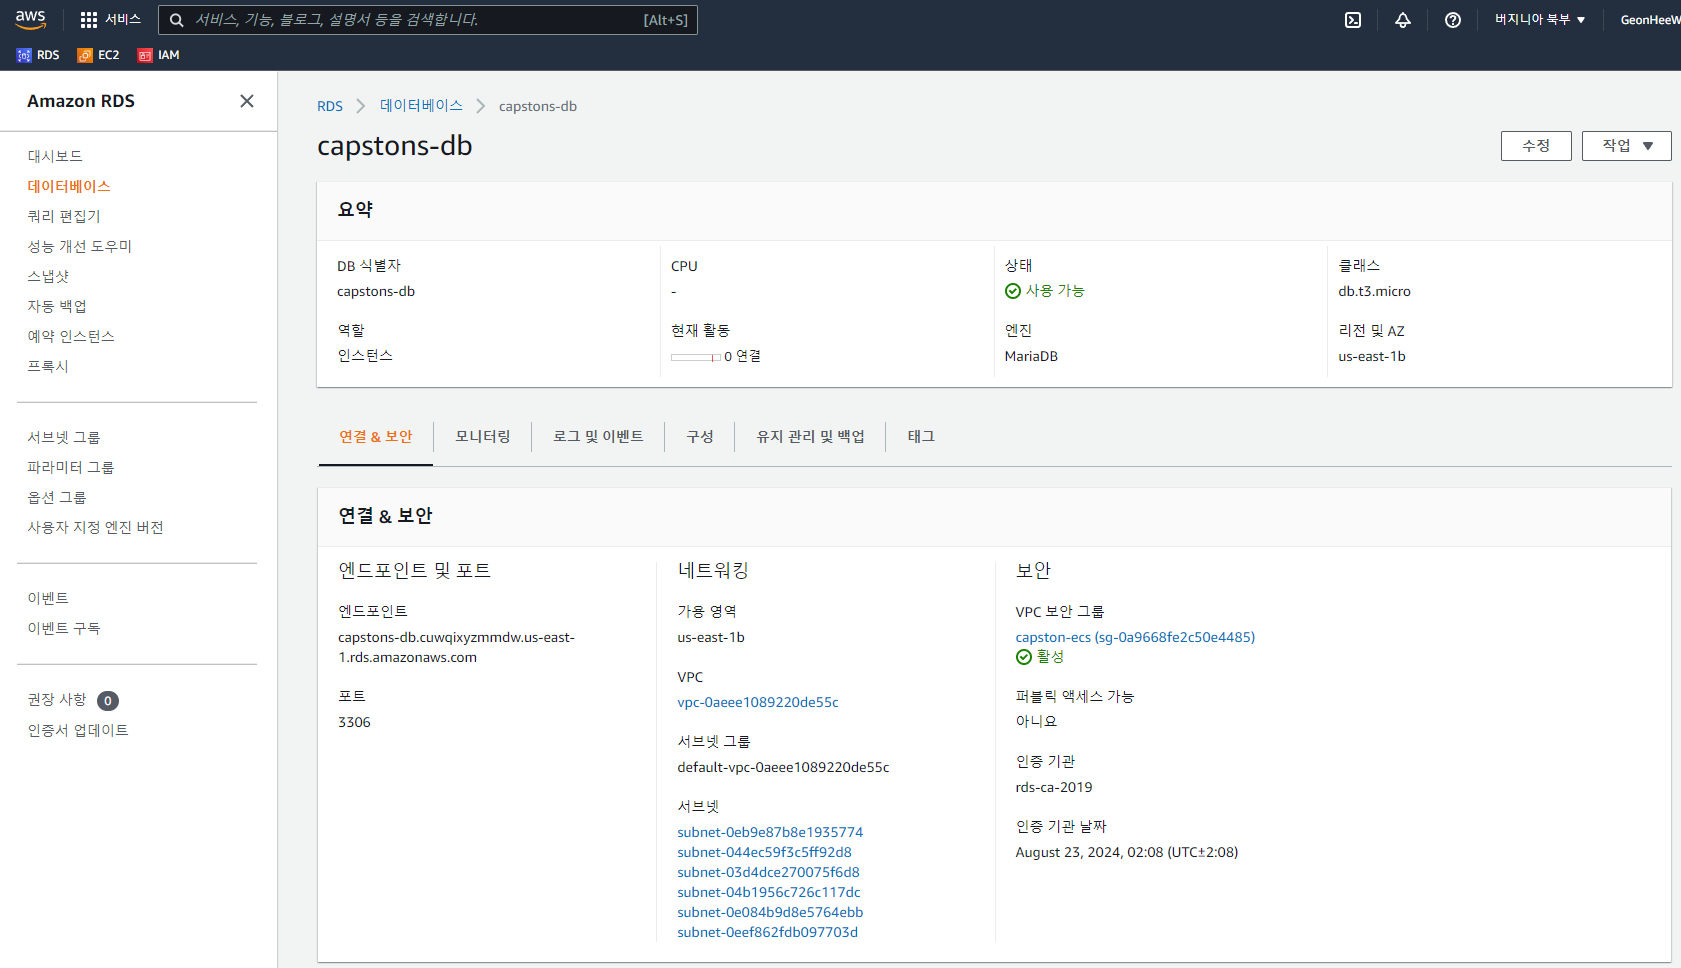 aws
서비스
서비스, 기능, 블로그, 설명서 등을 검색합니다.
[Alt+S]
버지니아 북부 ▼
GeonHeeW
RDS
EC2
IAM
Amazon RDS
대시보드
데이터베이스
쿼리 편집기
성능 개선 도우미
스냅샷
자동 백업
예약 인스턴스
프록시
서브넷 그룹
파라미터 그룹
옵션 그룹
사용자 지정 엔진 버전
이벤트
이벤트 구독
권장 사항 0
인증서 업데이트
RDS > 데이터베이스 > capstons-db
capstons-db
수정
작업 ▼
요약
DB 식별자
capstons-db
역할
인스턴스
CPU
-
현재 활동
0 연결
상태
사용 가능
엔진
MariaDB
클래스
db.t3.micro
리전 및 AZ
us-east-1b
연결 & 보안
모니터링
로그 및 이벤트
구성
유지 관리 및 백업
태그
연결 & 보안
엔드포인트 및 포트
엔드포인트
capstons-db.cuwqixyzmmdw.us-east-
1.rds.amazonaws.com
포트
3306
네트워킹
가용 영역
us-east-1b
VPC
vpc-0aeee1089220de55c
서브넷 그룹
default-vpc-0aeee1089220de55c
서브넷
subnet-0eb9e87b8e1935774
subnet-044ec59f3c5ff92d8
subnet-03d4dce270075f6d8
subnet-04b1956c726c117dc
subnet-0e084b9d8e5764ebb
subnet-0eef862fdb097703d
보안
VPC 보안 그룹
capston-ecs (sg-0a9668fe2c50e4485)
활성
퍼블릭 액세스 가능
아니요
인증 기관
rds-ca-2019
인증 기관 날짜
August 23, 2024, 02:08 (UTC±2:08)